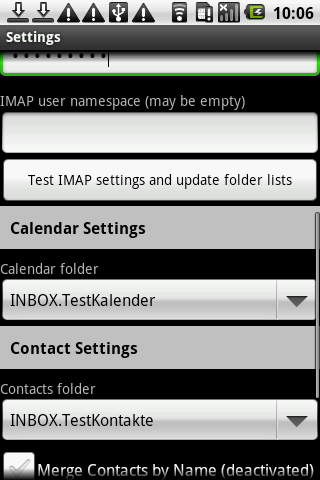 10:06
Settings
IMAP user namespace (may be empty)
Test IMAP settings and update folder lists
Calendar Settings
Calendar folder
INBOX.TestKalender
Contact Settings
Contacts folder
INBOX.TestKontakte
Merge Contacts by Name (deactivated)